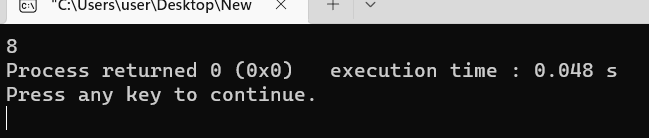 "C:\Users\user\Desktop\New
8
Process returned 0 (0x0)   execution time : 0.048 s
Press any key to continue.